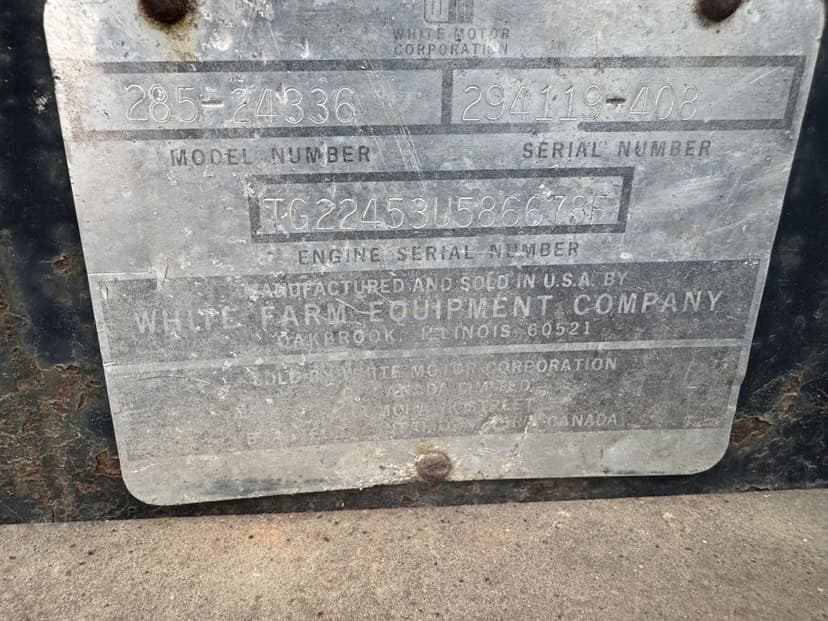 WHITE MOTOR
CORPORATION
285-24336 294119-408
MODEL NUMBER SERIAL NUMBER
TG22453U586678F
ENGINE SERIAL NUMBER
MANUFACTURED AND SOLD IN U.S.A. BY
WHITE FARM EQUIPMENT COMPANY
OAKBROOK, ILLINOIS 60521
SOLD BY WHITE MOTOR CORPORATION
CANADA LIMITED
CANADA